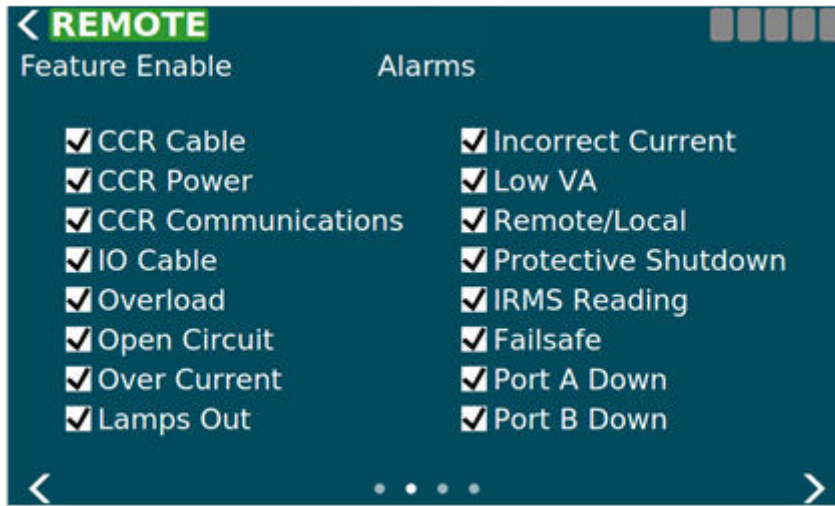 REMOTE
Feature Enable Alarms
CCR Cable
CCR Power
CCR Communications
IO Cable
Overload
Open Circuit
Over Current
Lamps Out
Incorrect Current
Low VA
Remote/Local
Protective Shutdown
IRMS Reading
Failsafe
Port A Down
Port B Down